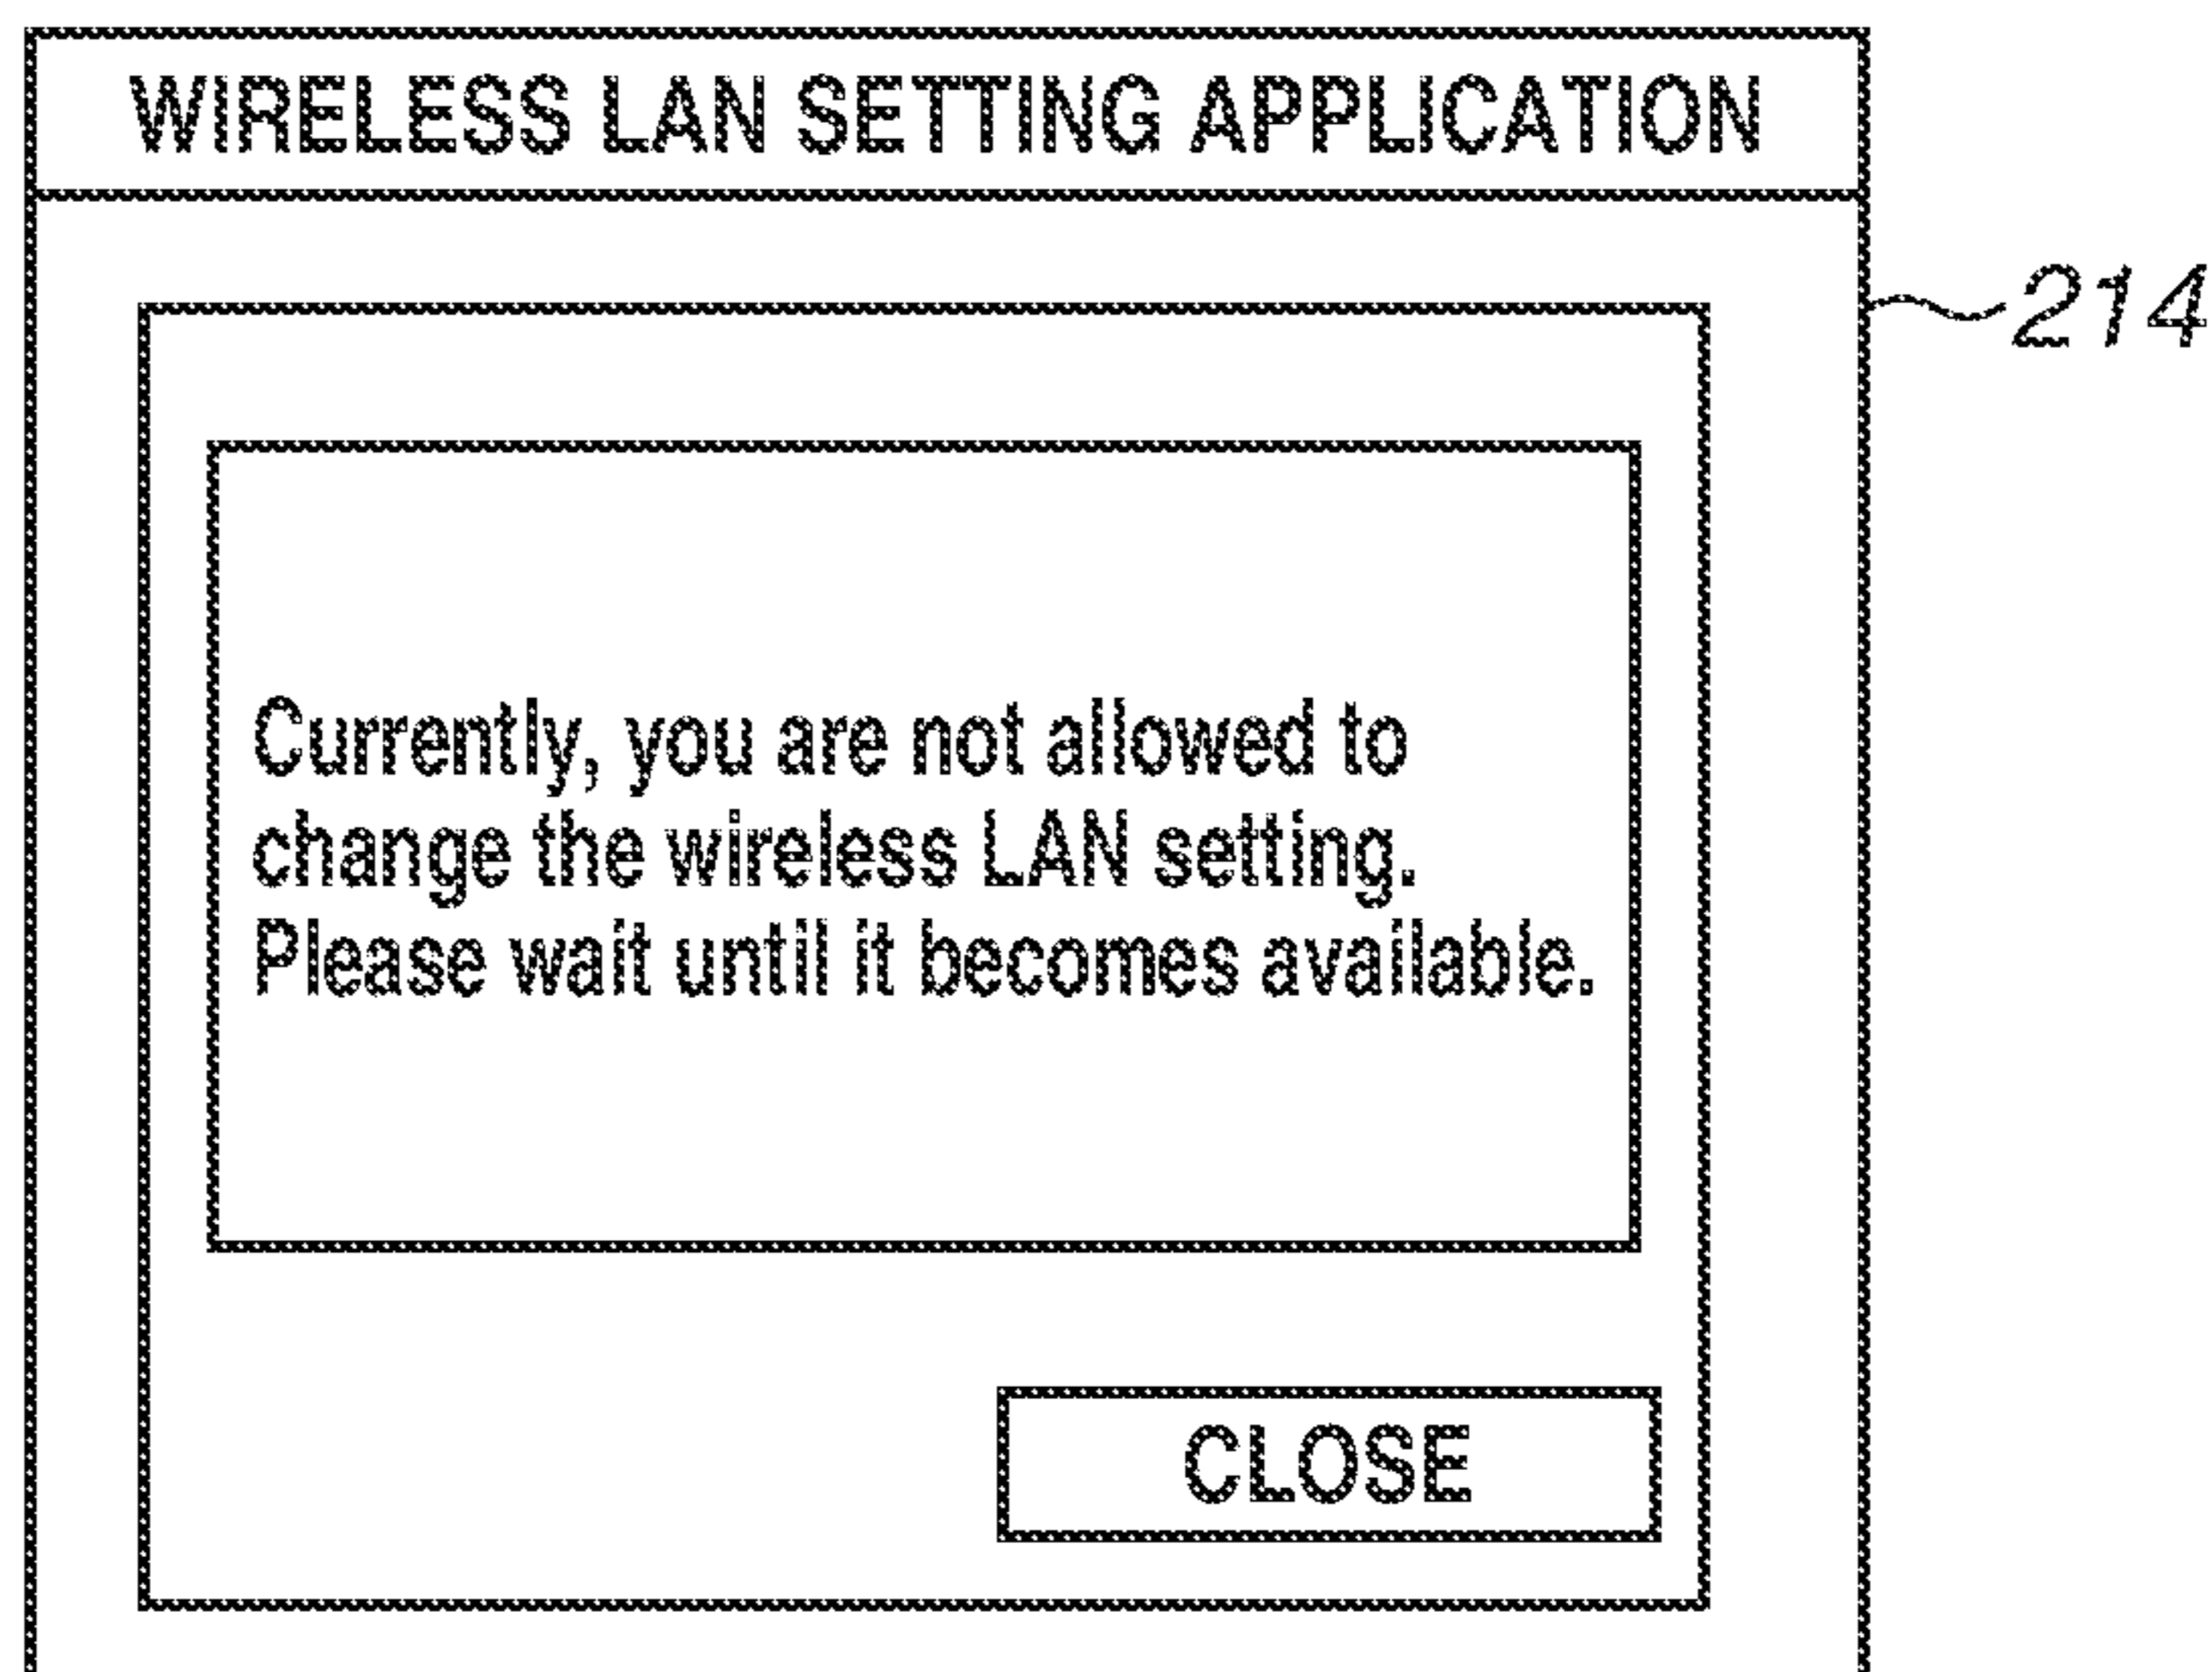 WIRELESS LAN SETTING APPLICATION
214
Currently, you are not allowed to
change the wireless LAN setting.
Please wait until it becomes available.
CLOSE